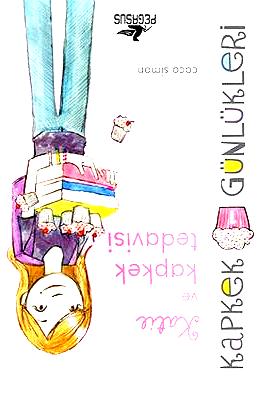 KAPKEK GÜNLÜKLERİ
Katie
ve
kapkek
tedavisi
coco simon
PEGASUS